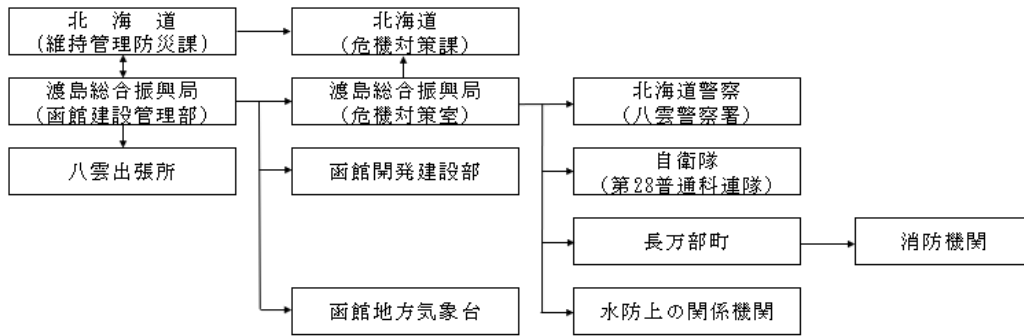 北　海　道
(維持管理防災課)
北海道
(危機対策課)
渡島総合振興局
(函館建設管理部)
渡島総合振興局
(危機対策室)
北海道警察
(八雲警察署)
八雲出張所
函館開発建設部
自衛隊
(第28普通科連隊)
長万部町
消防機関
函館地方気象台
水防上の関係機関